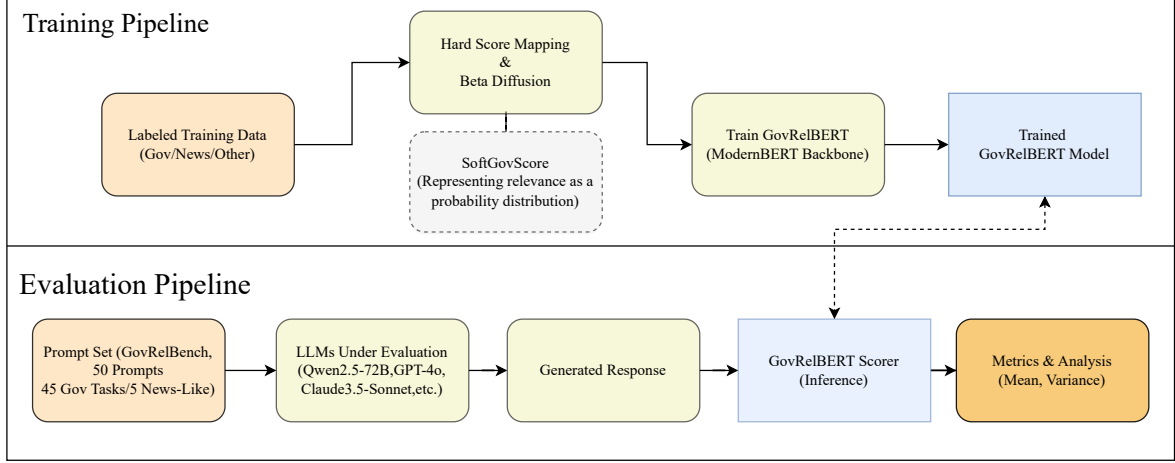 Training Pipeline
Hard Score Mapping
&
Beta Diffusion
Labeled Training Data
(Gov/News/Other)
SoftGovScore
(Representing relevance as a
probability distribution)
Train GovRelBERT
(ModernBERT Backbone)
Trained
GovRelBERT Model
Evaluation Pipeline
Prompt Set (GovRelBench,
50 Prompts
45 Gov Tasks/5 News-Like)
LLMs Under Evaluation
(Qwen2.5-72B,GPT-4o,
Claude3.5-Sonnet,etc.)
Generated Response
GovRelBERT Scorer
(Inference)
Metrics & Analysis
(Mean, Variance)